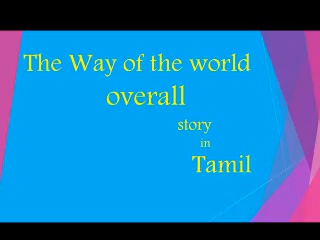 The Way of the world
overall
story
in
Tamil